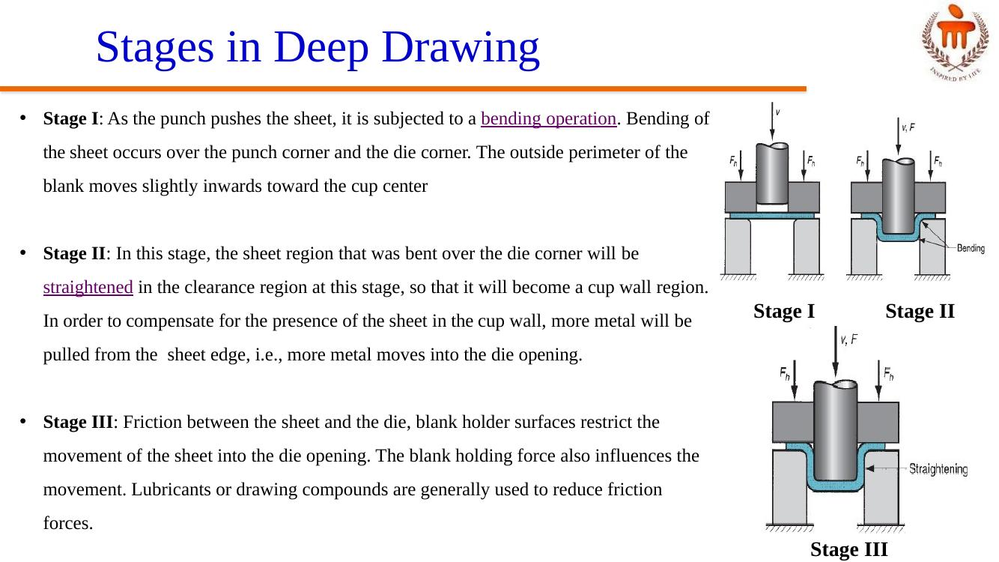 Stages in Deep Drawing
INSPIRED BY LIFE
• Stage I: As the punch pushes the sheet, it is subjected to a bending operation. Bending of
the sheet occurs over the punch corner and the die corner. The outside perimeter of the
blank moves slightly inwards toward the cup center
• Stage II: In this stage, the sheet region that was bent over the die corner will be
straightened in the clearance region at this stage, so that it will become a cup wall region.
In order to compensate for the presence of the sheet in the cup wall, more metal will be
pulled from the  sheet edge, i.e., more metal moves into the die opening.
• Stage III: Friction between the sheet and the die, blank holder surfaces restrict the
movement of the sheet into the die opening. The blank holding force also influences the
movement. Lubricants or drawing compounds are generally used to reduce friction
forces.
v
Fh
Fh
v, F
Fh
Fh
Bending
Stage I
Stage II
v, F
Fh
Fh
Straightening
Stage III